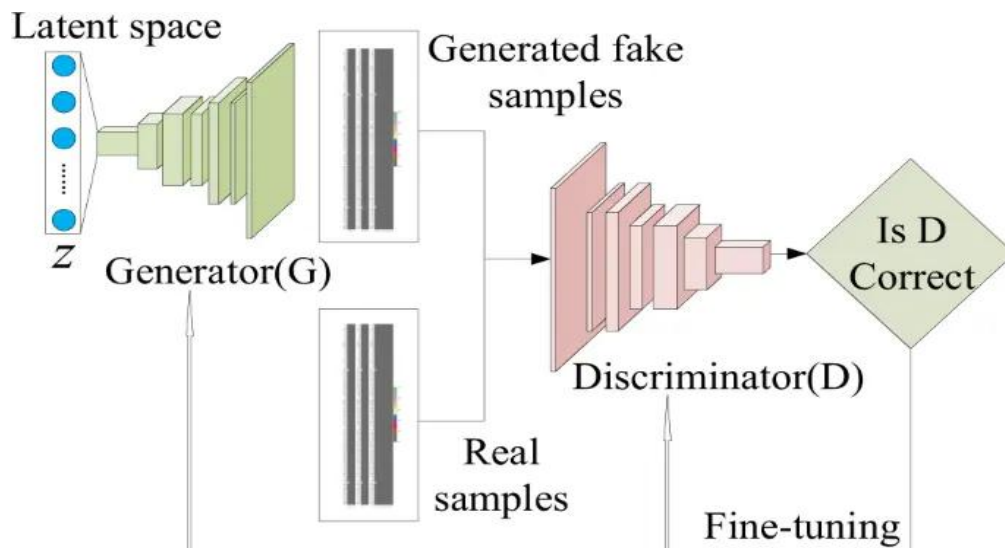 Latent space
z
Generator(G)
Generated fake
samples
Real
samples
Discriminator(D)
Is D
Correct
Fine-tuning